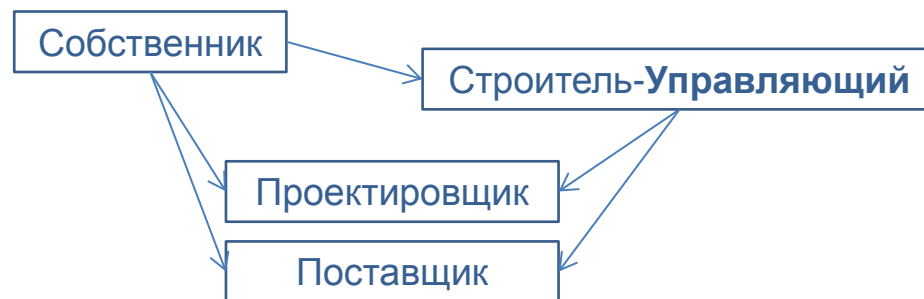 Собственник
Строитель-Управляющий
Проектировщик
Поставщик